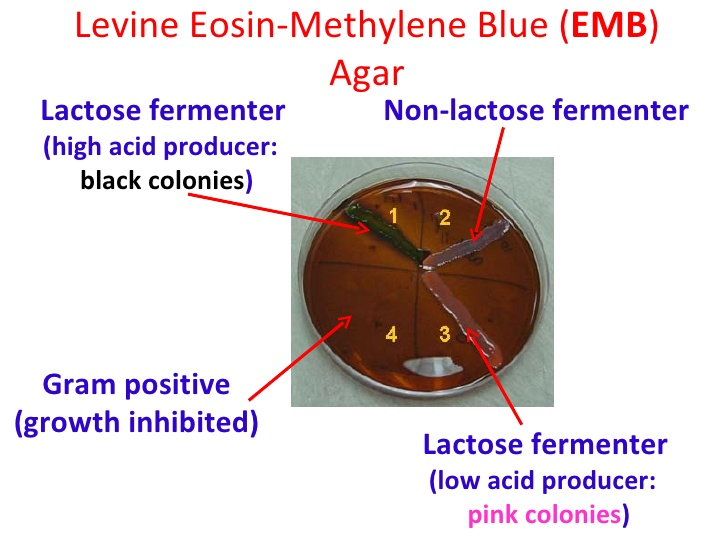 Levine Eosin-Methylene Blue (EMB)
Agar
Lactose fermenter
(high acid producer:
black colonies)
Non-lactose fermenter
1
2
4
3
Gram positive
(growth inhibited)
Lactose fermenter
(low acid producer:
pink colonies)